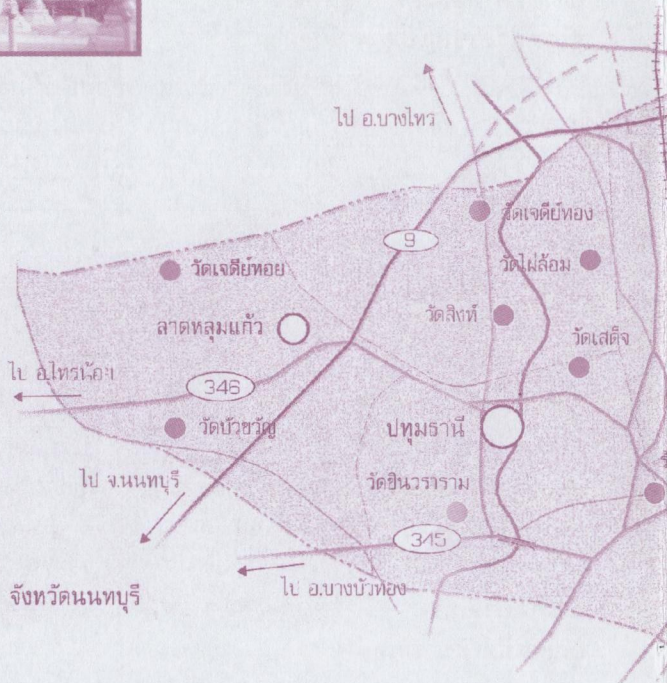 ไป อ.บางไทร
วัดเจดีย์ทอง
9
วัดไผ่ล้อม
วัดเจดีย์หอย
วัดสิงห์
ลาดหลุมแก้ว
วัดเสด็จ
ไป อ.ไทรน้อย
346
วัดบัวขวัญ
ปทุมธานี
ไป จ.นนทบุรี
วัดชินวราราม
345
ไป อ.บางบัวทอง
จังหวัดนนทบุรี